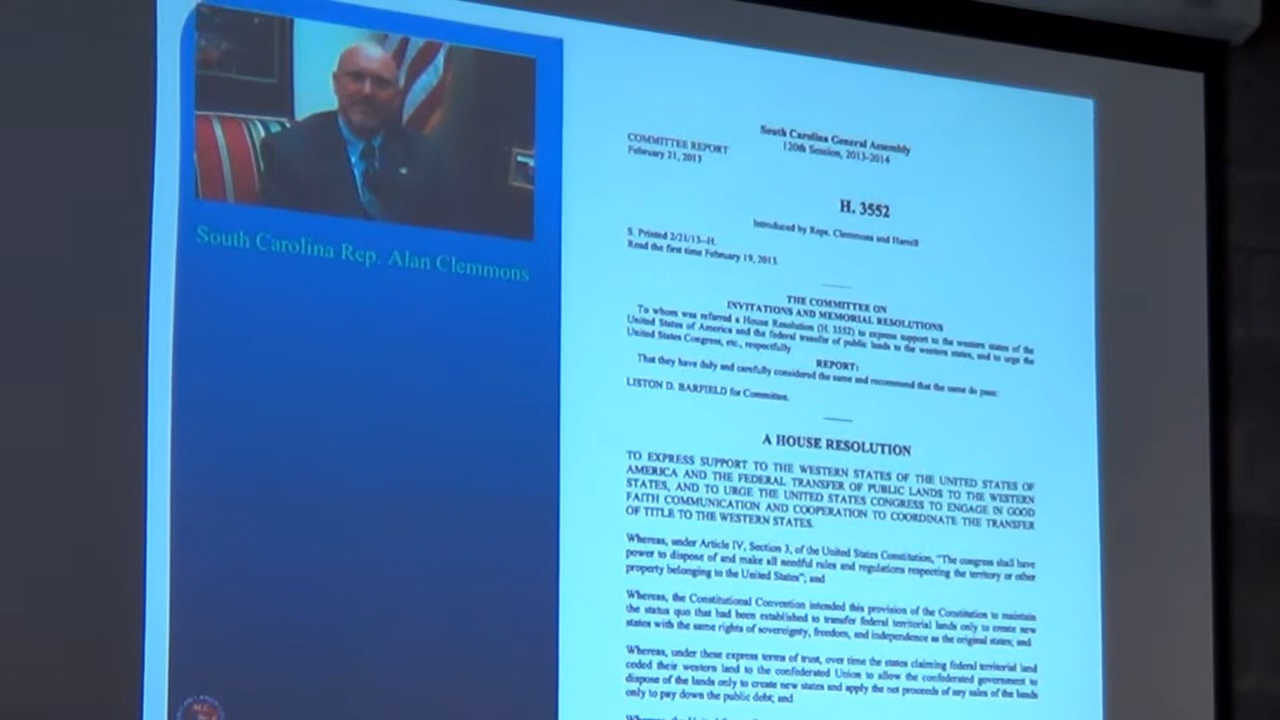 South Carolina Rep. Alan Clemmons
South Carolina General Assembly
120th Session, 2013-2014
COMMITTEE REPORT
February 21, 2013
H. 3552
Introduced by Reps. Clemmons and Hamill
S. Printed 2/21/13--H.
Read the first time February 19, 2013.
THE COMMITTEE ON
INVITATIONS AND MEMORIAL RESOLUTIONS
To whom was referred a House Resolution (H. 3552) to express support to the western states of the
United States of America and the federal transfer of public lands to the western states, and to urge the
United States Congress, etc., respectfully
REPORT:
That they have duly and carefully considered the same and recommend that the same do pass:
LISTON D. BARFIELD for Committee.
A HOUSE RESOLUTION
TO EXPRESS SUPPORT TO THE WESTERN STATES OF THE UNITED STATES OF
AMERICA AND THE FEDERAL TRANSFER OF PUBLIC LANDS TO THE WESTERN
STATES, AND TO URGE THE UNITED STATES CONGRESS TO ENGAGE IN GOOD
FAITH COMMUNICATION AND COOPERATION TO COORDINATE THE TRANSFER
OF TITLE TO THE WESTERN STATES.
Whereas, under Article IV, Section 3, of the United States Constitution, "The congress shall have
power to dispose of and make all needful rules and regulations respecting the territory or other
property belonging to the United States"; and
Whereas, the Constitutional Convention intended this provision of the Constitution to maintain
the status quo that had been established to transfer federal territorial lands only to create new
states with the same rights of sovereignty, freedom, and independence as the original states; and
Whereas, under these express terms of trust, over time the states claiming federal territorial land
ceded their western land to the confederated Union to allow the confederated government to
dispose of the lands only to create new states and apply the net proceeds of any sales of the lands
only to pay down the public debt; and